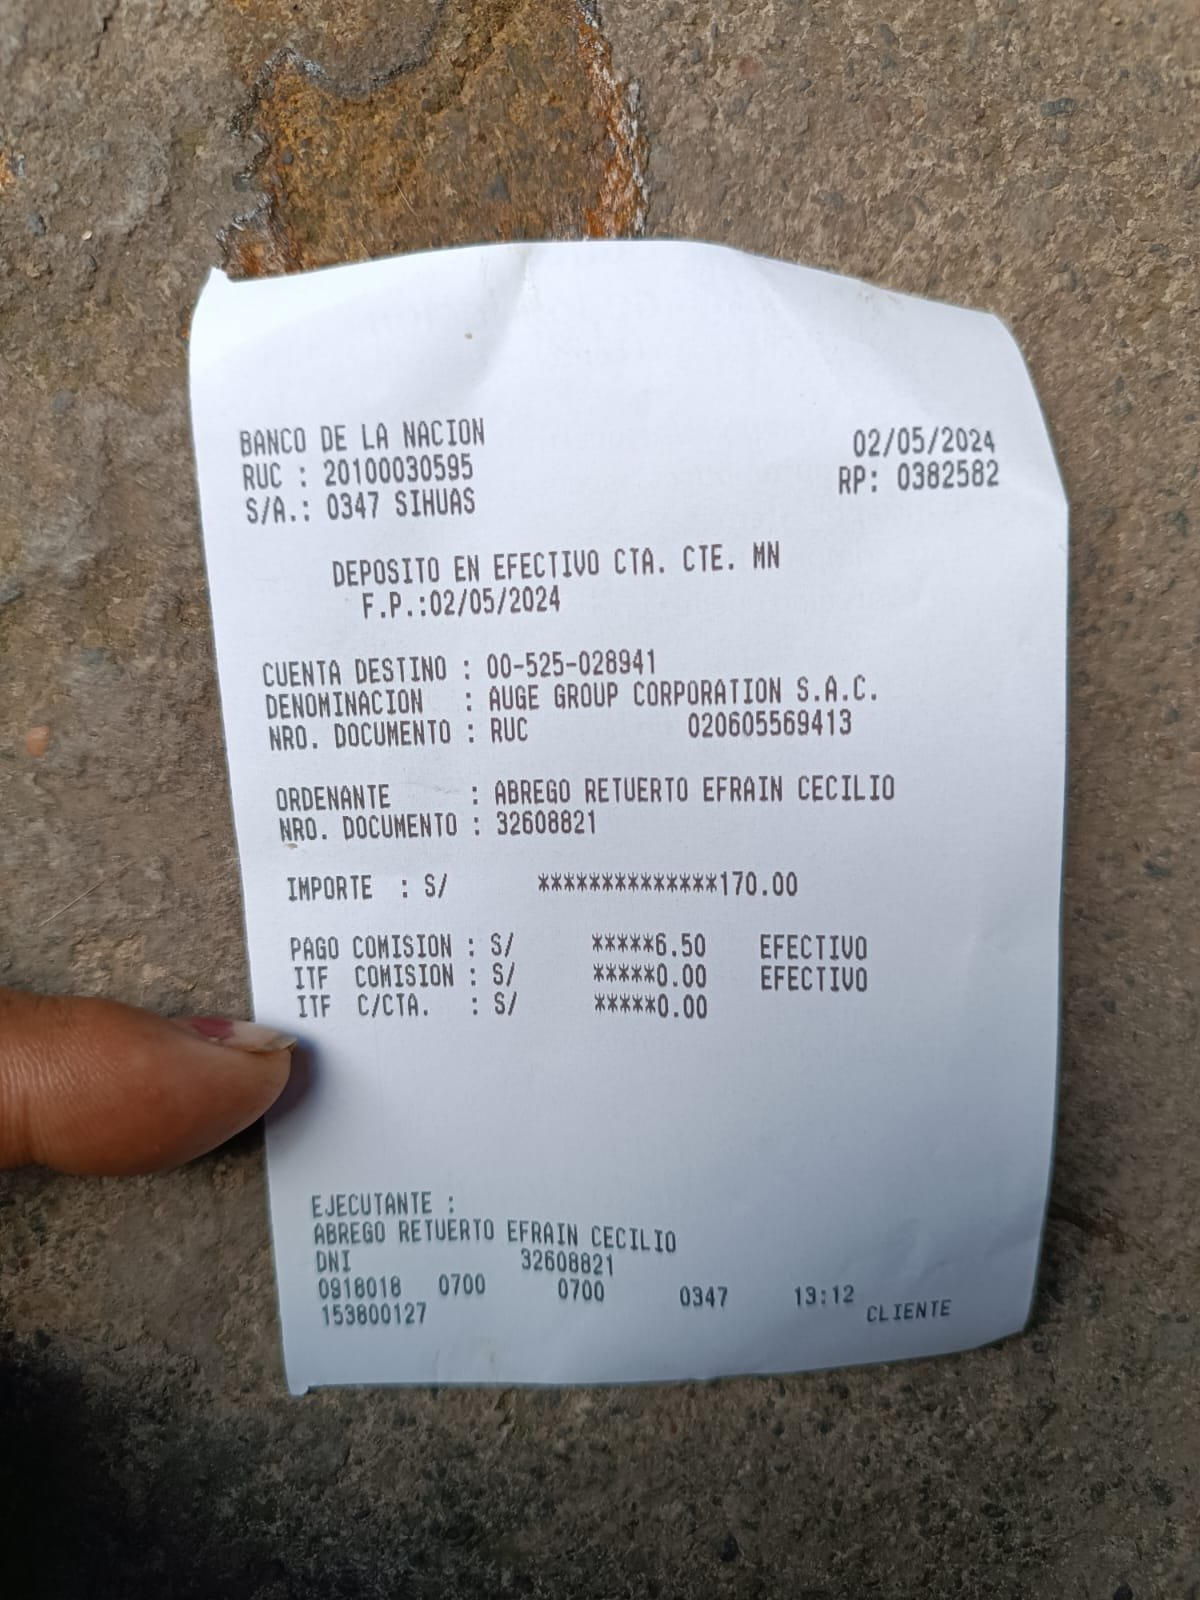 BANCO DE LA NACION 02/05/2024
RUC : 20100030595 RP: 0382582
S/A.: 0347 SIHUAS
DEPOSITO EN EFECTIVO CTA. CTE. MN
F.P.:02/05/2024
CUENTA DESTINO : 00-525-028941
DENOMINACION : AUGE GROUP CORPORATION S.A.C.
NRO. DOCUMENTO : RUC 020605569413
ORDENANTE : ABREGO RETUERTO EFRAIN CECILIO
NRO. DOCUMENTO : 32608821
IMPORTE : S/ **************170.00
PAGO COMISION : S/ *****6.50 EFECTIVO
ITF COMISION : S/ *****0.00 EFECTIVO
ITF C/CTA. : S/ *****0.00
EJECUTANTE :
ABREGO RETUERTO EFRAIN CECILIO
DNI 32608821
0918018 0700 0700 0347 13:12
153800127 CLIENTE